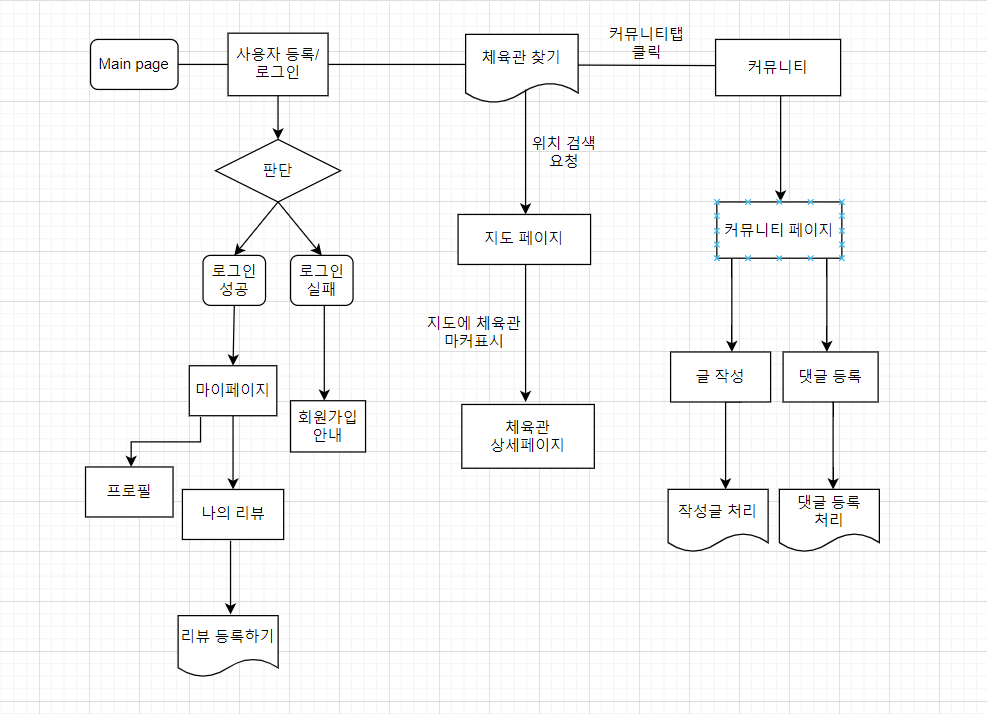 Main page
사용자 등록/
로그인
체육관 찾기
커뮤니티탭
클릭
커뮤니티
판단
위치 검색
요청
로그인
성공
로그인
실패
지도 페이지
커뮤니티 페이지
지도에 체육관
마커표시
마이페이지
회원가입
안내
글 작성
댓글 등록
체육관
상세페이지
프로필
나의 리뷰
작성글 처리
댓글 등록
처리
리뷰 등록하기